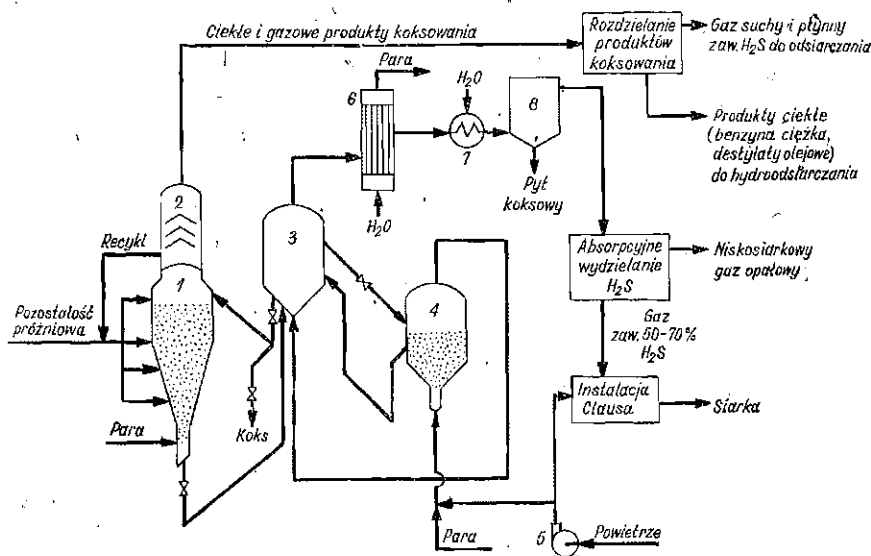 Ciekłe i gazowe produkty koksowania
Rozdzielanie
produktów
koksowania
Gaz suchy i płynny
zaw. H₂S do odsiarczania
Produkty ciekłe
(benzyna ciężka,
destylaty olejowe)
do hydroodsiarczania
Para
6
H₂O
7
8
Pył
koksowy
H₂O
2
Recykl
1
Pozostałość
próżniowa
Para
3
Koks
4
Absorpcyjne
wydzielanie
H₂S
Niskosiarkowy
gaz opałowy
Gaz
zaw. 50-70%
H₂S
Instalacja
Clausa
Siarka
Para
5
Powietrze